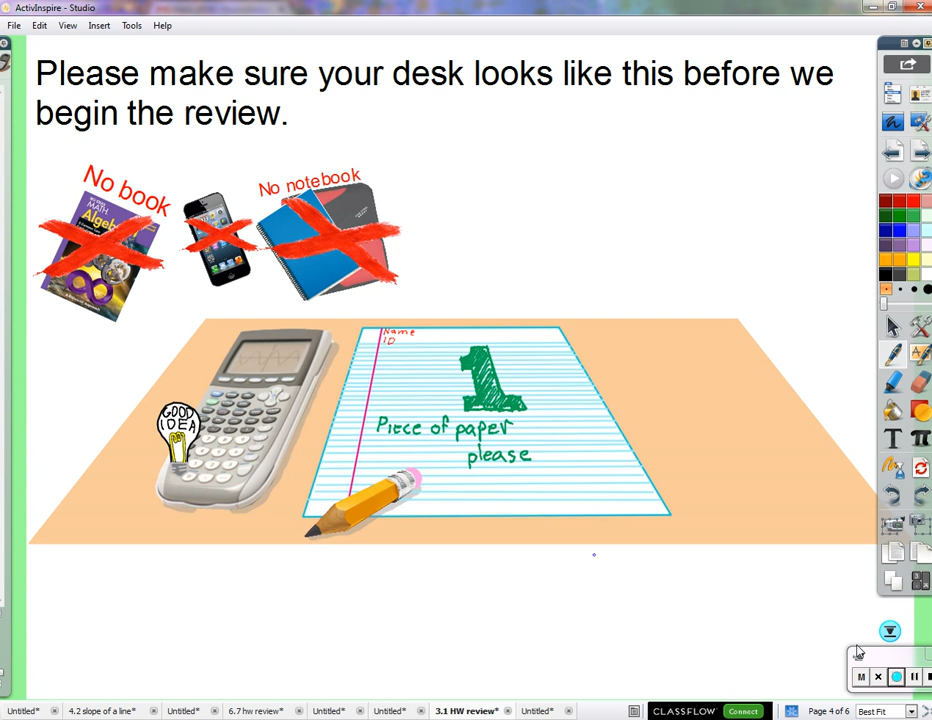 ActivInspire - Studio
File Edit View Insert Tools Help
Please make sure your desk looks like this before we
begin the review.
No book
No notebook
MATH
Algebra
Name
ID
1
GOOD
IDEA
Piece of paper
please
M
Untitled* 4.2 slope of a line* Untitled* 6.7 hw review* Untitled* Untitled* 3.1 HW review* Untitled* CLASSFLOW Connect Page 4 of 6 Best Fit